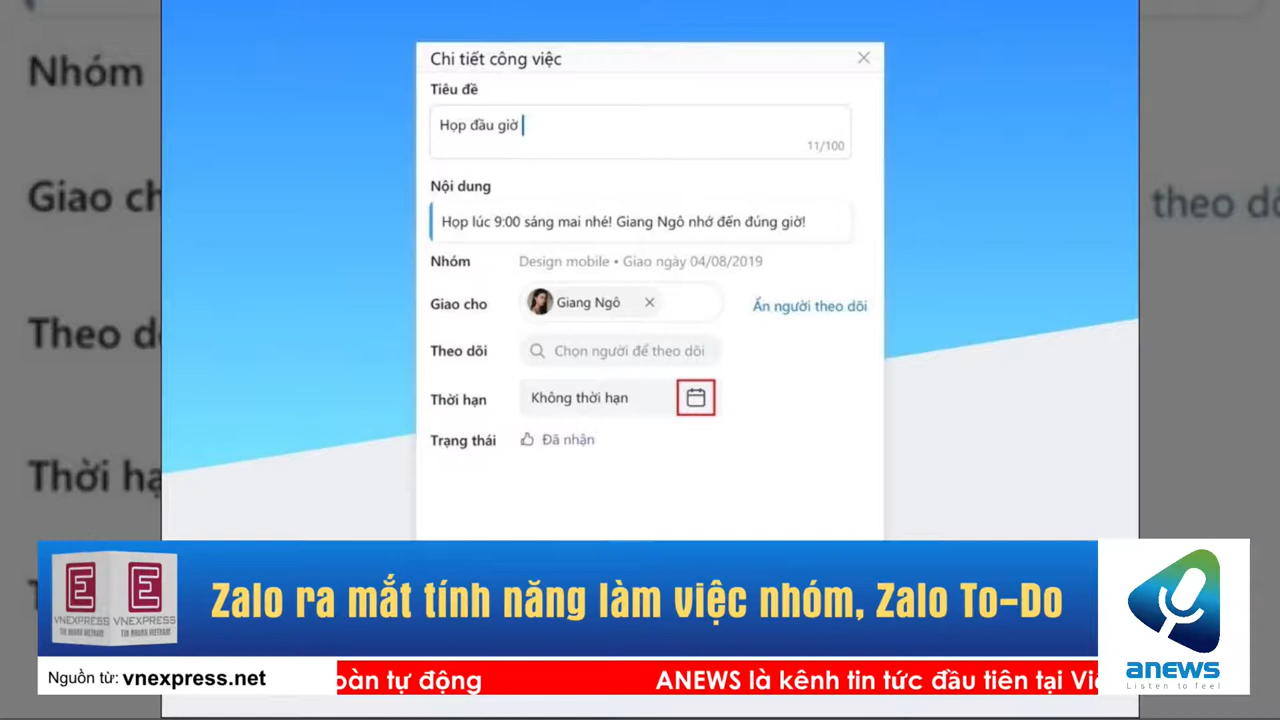 Nhóm
Giao ch
Theo d
Thời hạ
theo dõ
Chi tiết công việc
Tiêu đề
Họp đầu giờ
11/100
Nội dung
Họp lúc 9:00 sáng mai nhé! Giang Ngô nhớ đến đúng giờ!
Nhóm Design mobile • Giao ngày 04/08/2019
Giao cho Giang Ngô Ẩn người theo dõi
Theo dõi Chọn người để theo dõi
Thời hạn Không thời hạn
Trạng thái Đã nhận
E E
VNEXPRESS VNEXPRESS
Zalo ra mắt tính năng làm việc nhóm, Zalo To-Do
Nguồn từ: vnexpress.net
oàn tự động ANEWS là kênh tin tức đầu tiên tại Việ
anews
Listen to feel